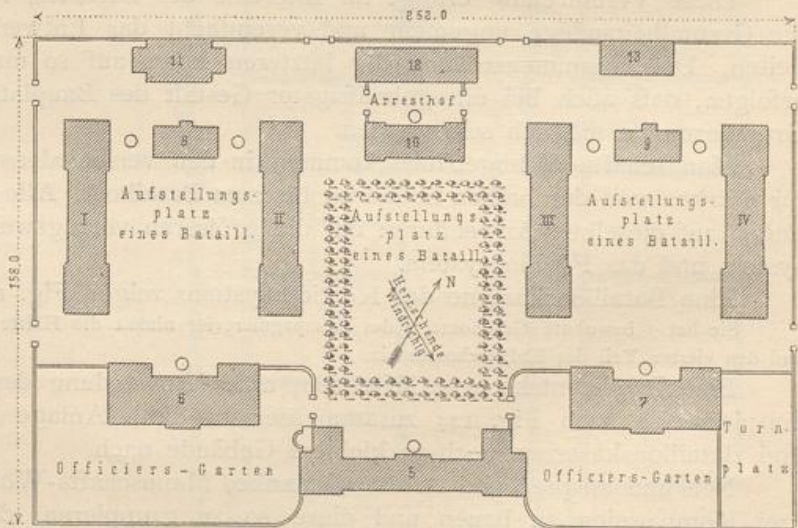 252.0
11
12
13
Arresthof
8
10
9
I
II
III
IV
Aufstellungs-
platz
eines Bataill.
Aufstellungs
platz
eines Bataill.
Aufstellungs-
platz
eines Bataill.
158.0
N
Herrschende
Windrichtg
6
7
5
Officiers-Garten
Officiers-Garten
Turn-
platz